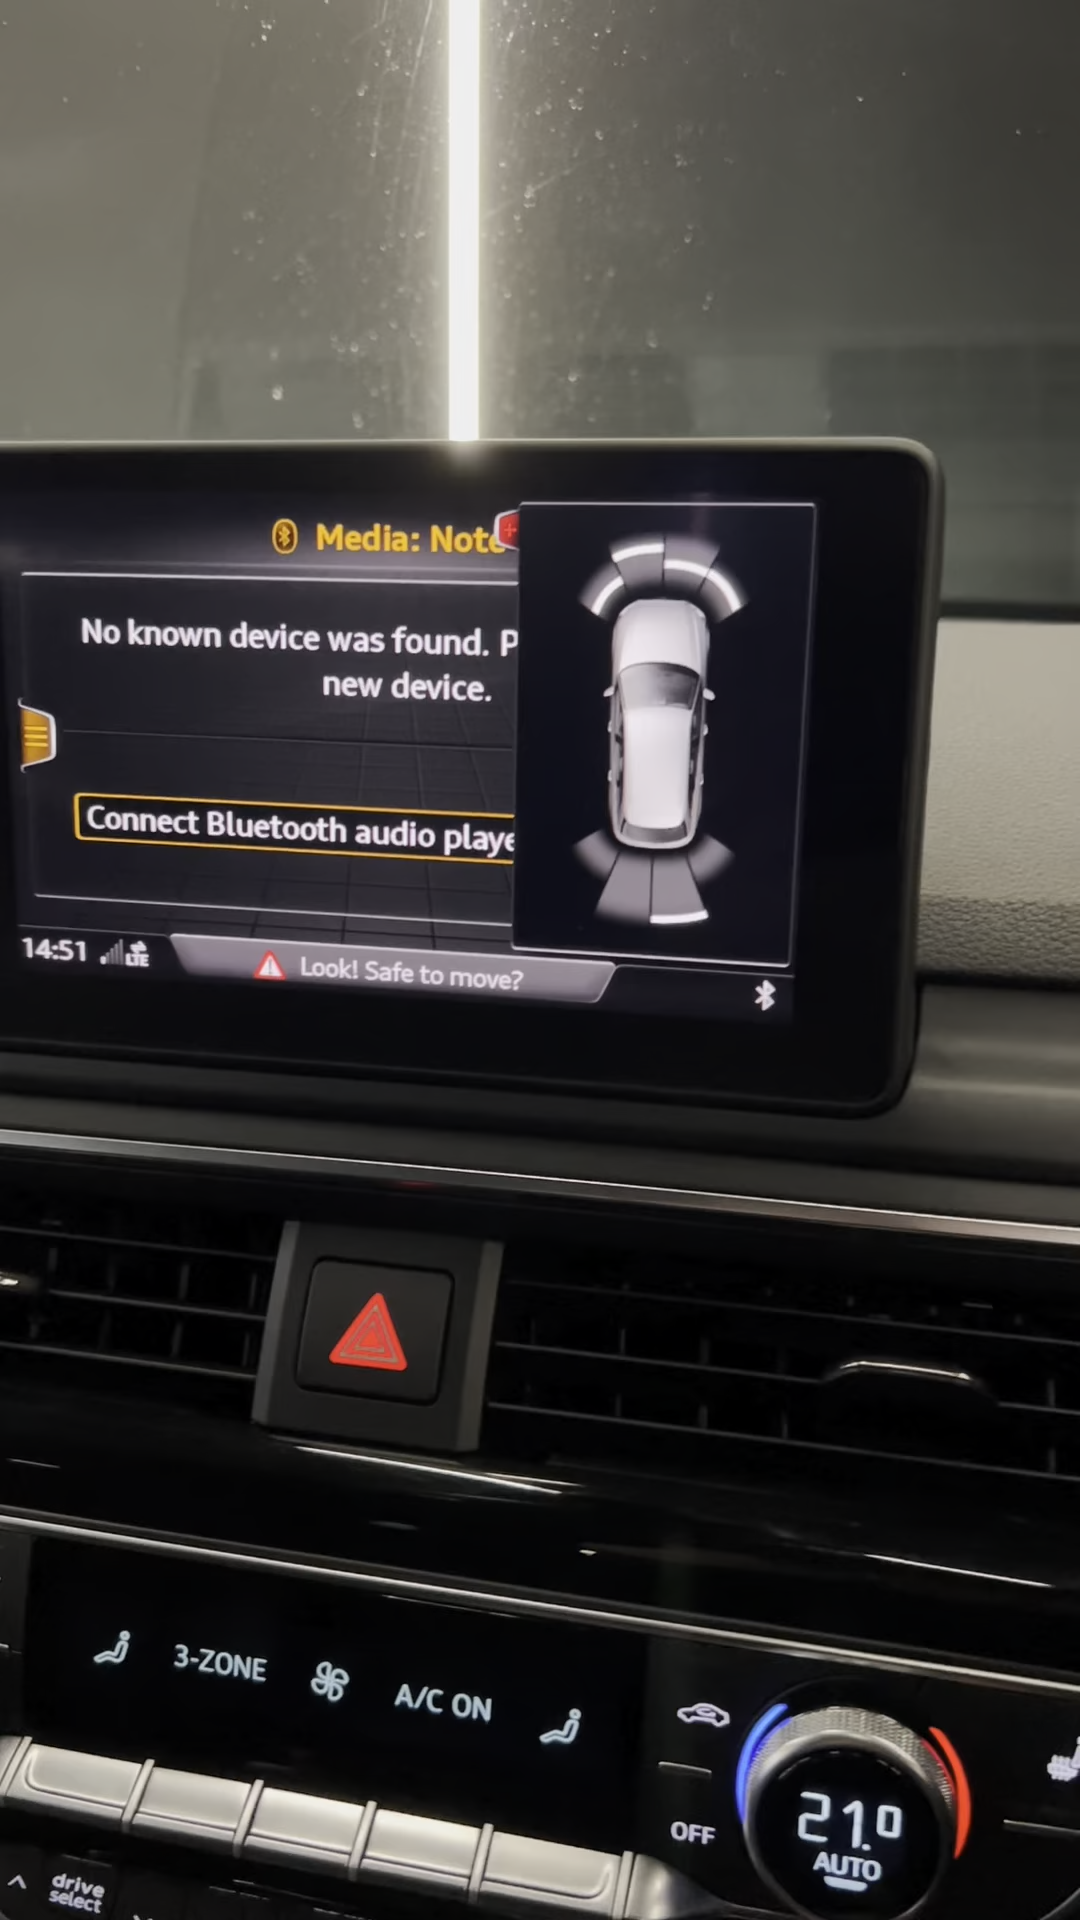 Media: Note
No known device was found. P
new device.
Connect Bluetooth audio playe
14:51
LTE
Look! Safe to move?
3-ZONE
A/C ON
OFF
21.0
AUTO
drive
select